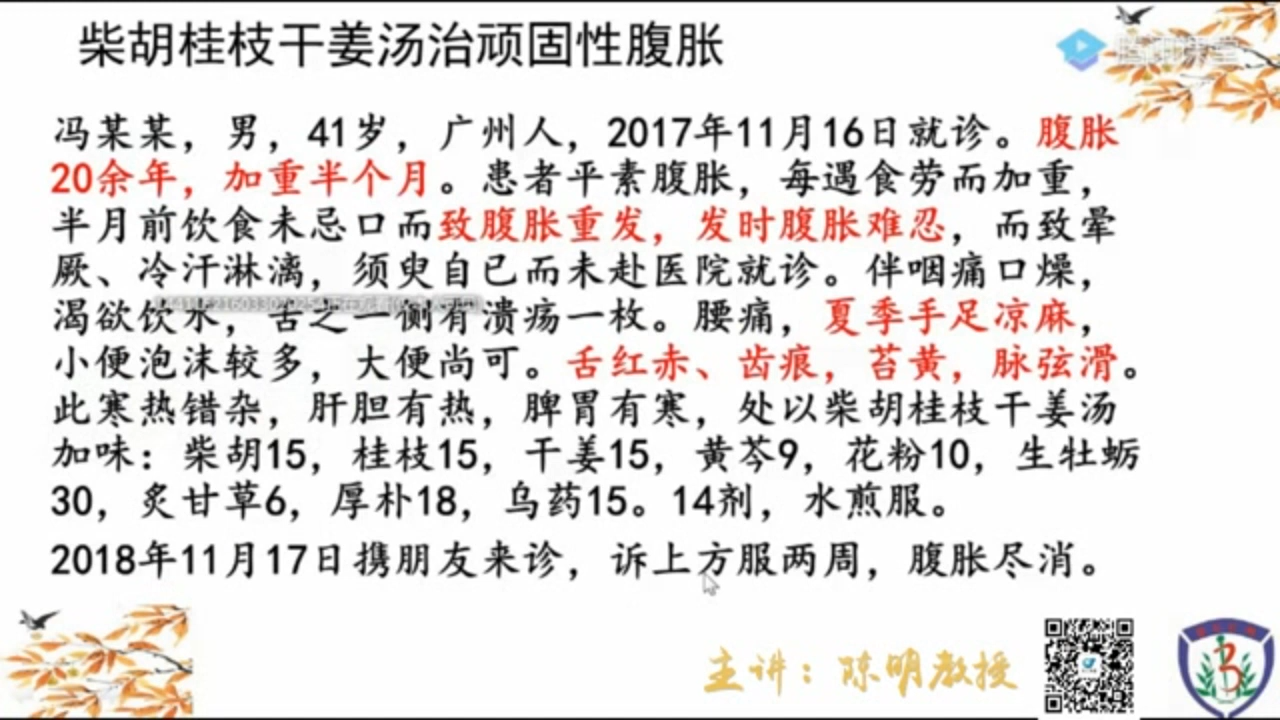 柴胡桂枝干姜汤治顽固性腹胀
冯某某，男，41岁，广州人，2017年11月16日就诊。腹胀
20余年，加重半个月。患者平素腹胀，每遇食劳而加重，
半月前饮食未忌口而致腹胀重发，发时腹胀难忍，而致晕
厥、冷汗淋漓，须臾自已而未赴医院就诊。伴咽痛口燥，
渴欲饮水，舌之一侧有溃疡一枚。腰痛，夏季手足凉麻，
小便泡沫较多，大便尚可。舌红赤、齿痕，苔黄，脉弦滑。
此寒热错杂，肝胆有热，脾胃有寒，处以柴胡桂枝干姜汤
加味：柴胡15，桂枝15，干姜15，黄芩9，花粉10，生牡蛎
30，炙甘草6，厚朴18，乌药15。14剂，水煎服。
2018年11月17日携朋友来诊，诉上方服两周，腹胀尽消。
主讲：陈明教授